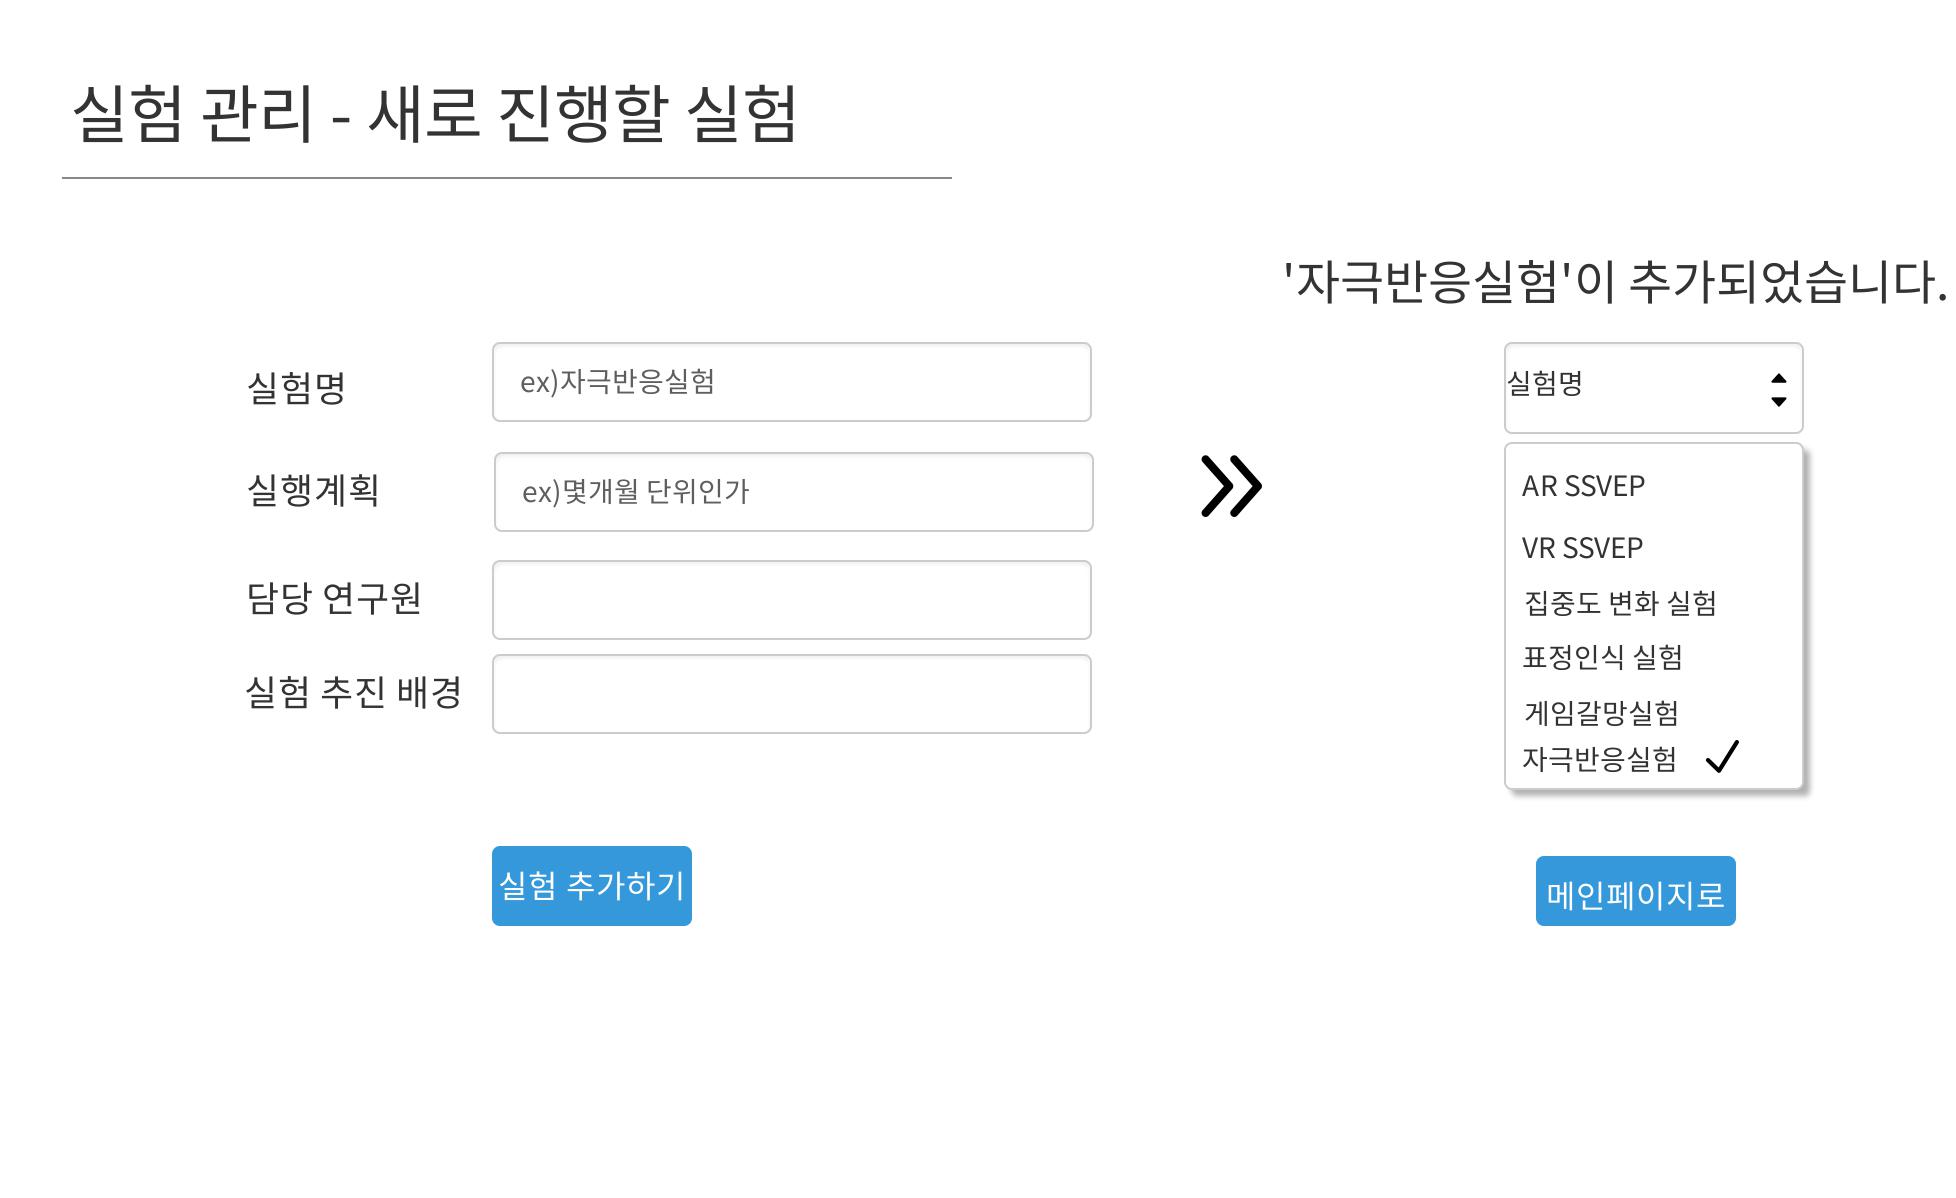 실험 관리 - 새로 진행할 실험
'자극반응실험'이 추가되었습니다.
실험명
ex)자극반응실험
실행계획
ex)몇개월 단위인가
담당 연구원
실험 추진 배경
실험 추가하기
실험명
AR SSVEP
VR SSVEP
집중도 변화 실험
표정인식 실험
게임갈망실험
자극반응실험
메인페이지로